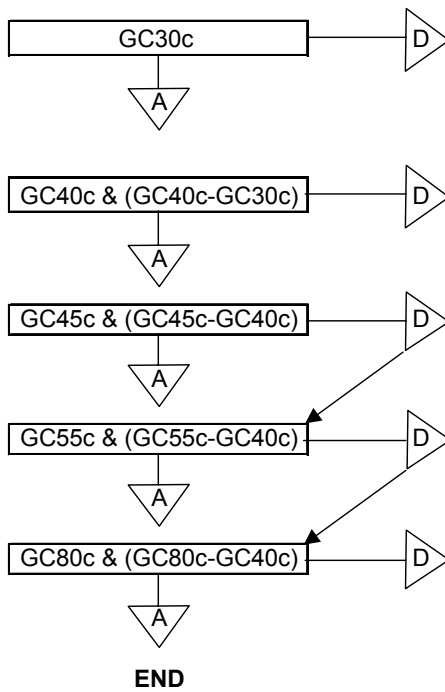 GC30c
D
A
GC40c & (GC40c-GC30c)
D
A
GC45c & (GC45c-GC40c)
D
A
GC55c & (GC55c-GC40c)
D
A
GC80c & (GC80c-GC40c)
D
A
END